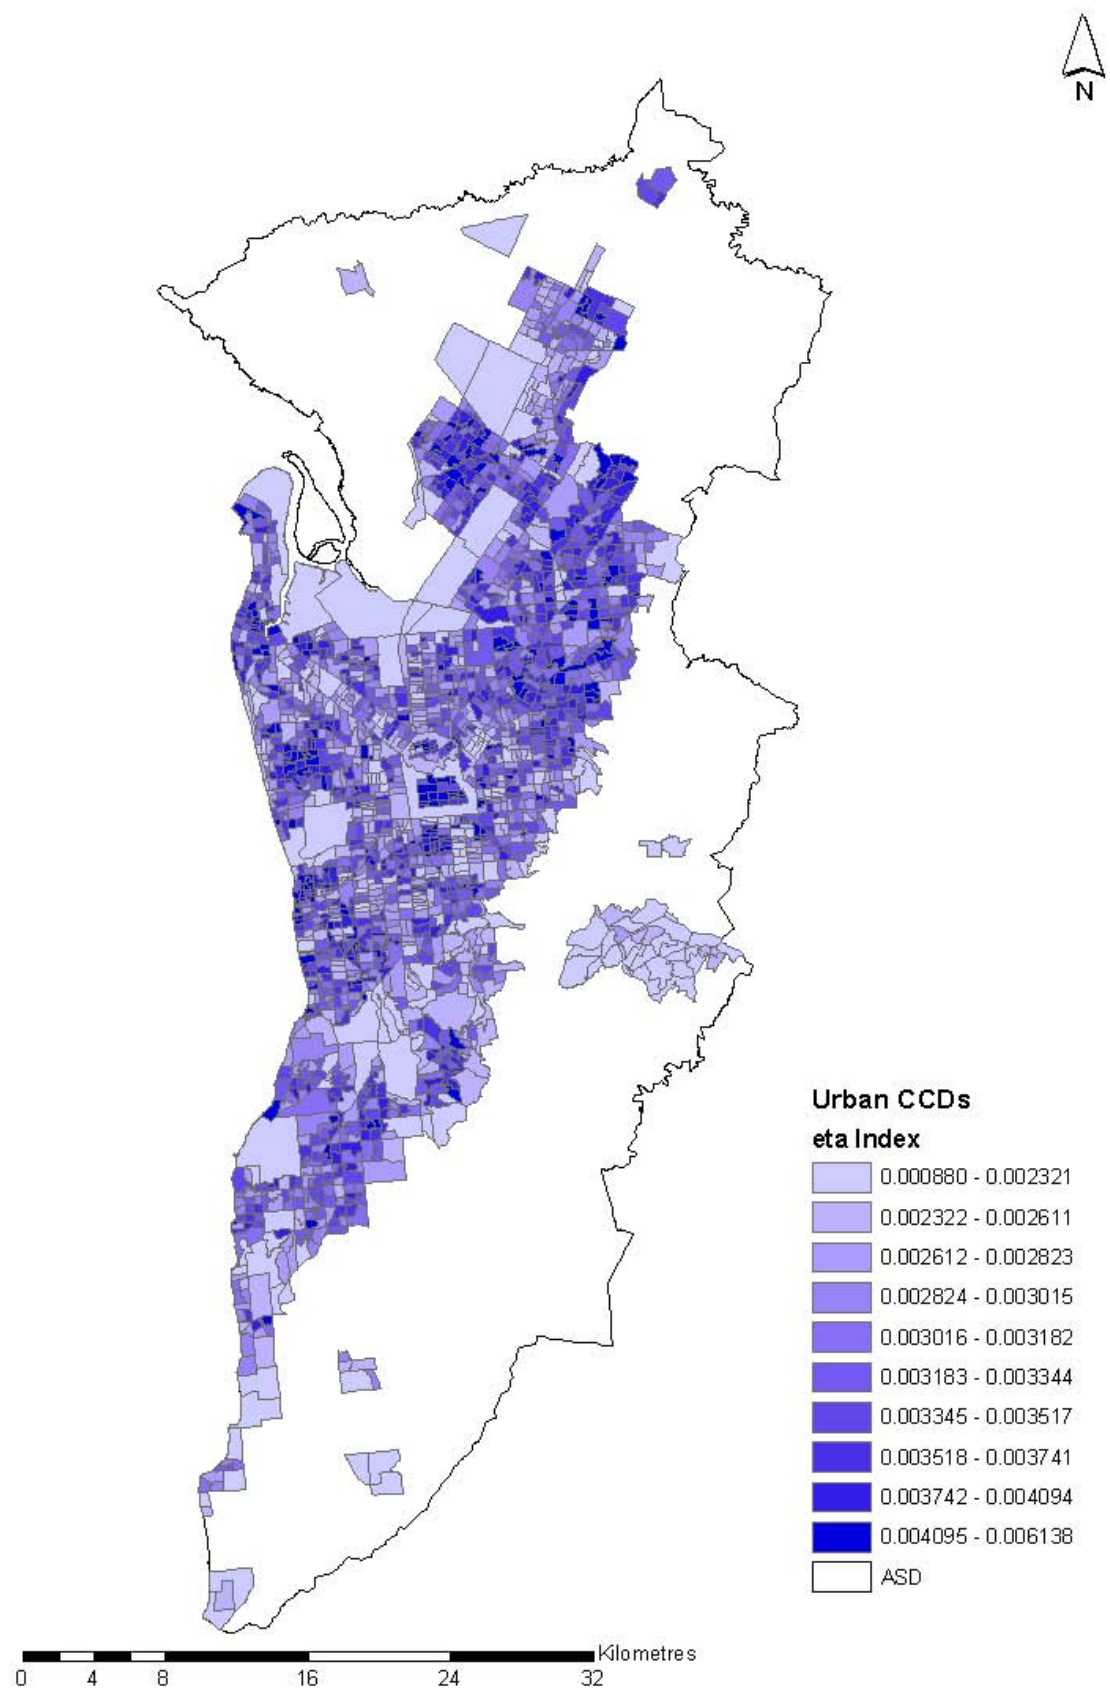 N
Urban CCDs
eta Index
0.000880 - 0.002321
0.002322 - 0.002611
0.002612 - 0.002823
0.002824 - 0.003015
0.003016 - 0.003182
0.003183 - 0.003344
0.003345 - 0.003517
0.003518 - 0.003741
0.003742 - 0.004094
0.004095 - 0.006138
ASD
Kilometres
0 4 8 16 24 32